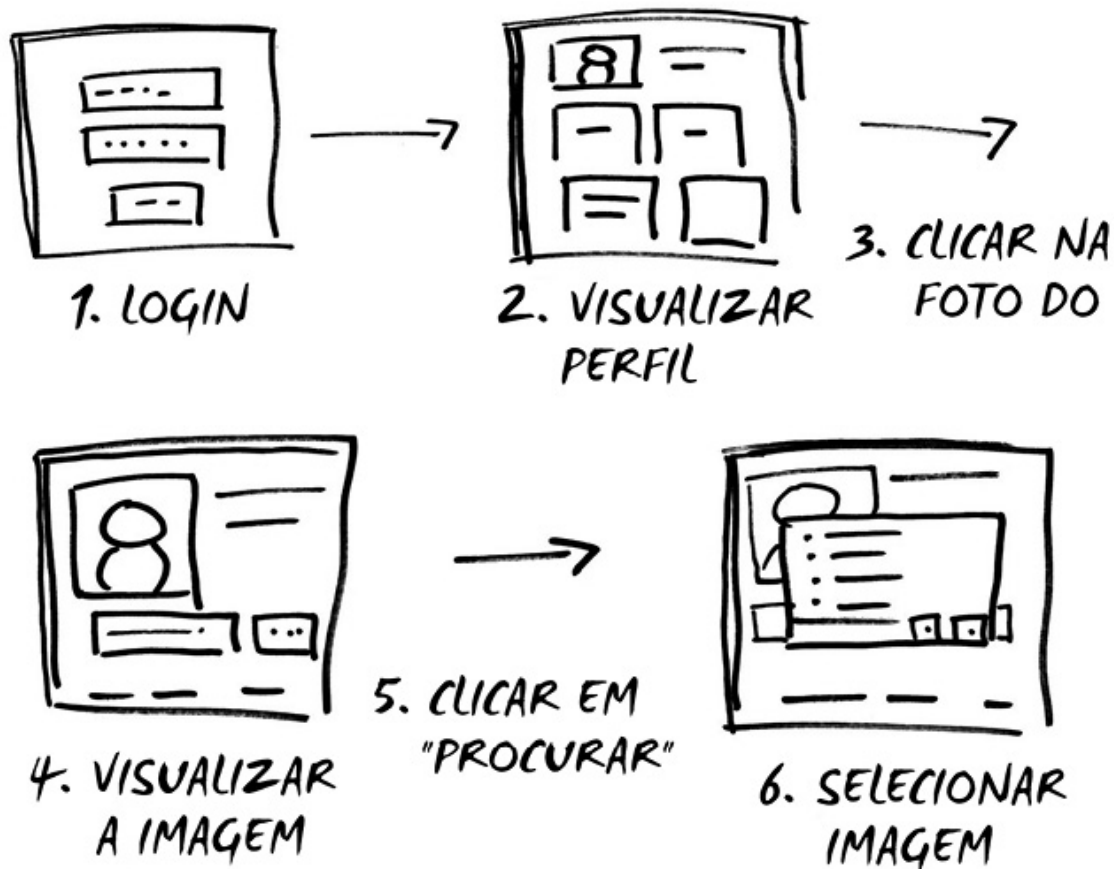 1. LOGIN
2. VISUALIZAR
PERFIL
3. CLICAR NA
FOTO DO
4. VISUALIZAR
A IMAGEM
5. CLICAR EM
"PROCURAR"
6. SELECIONAR
IMAGEM